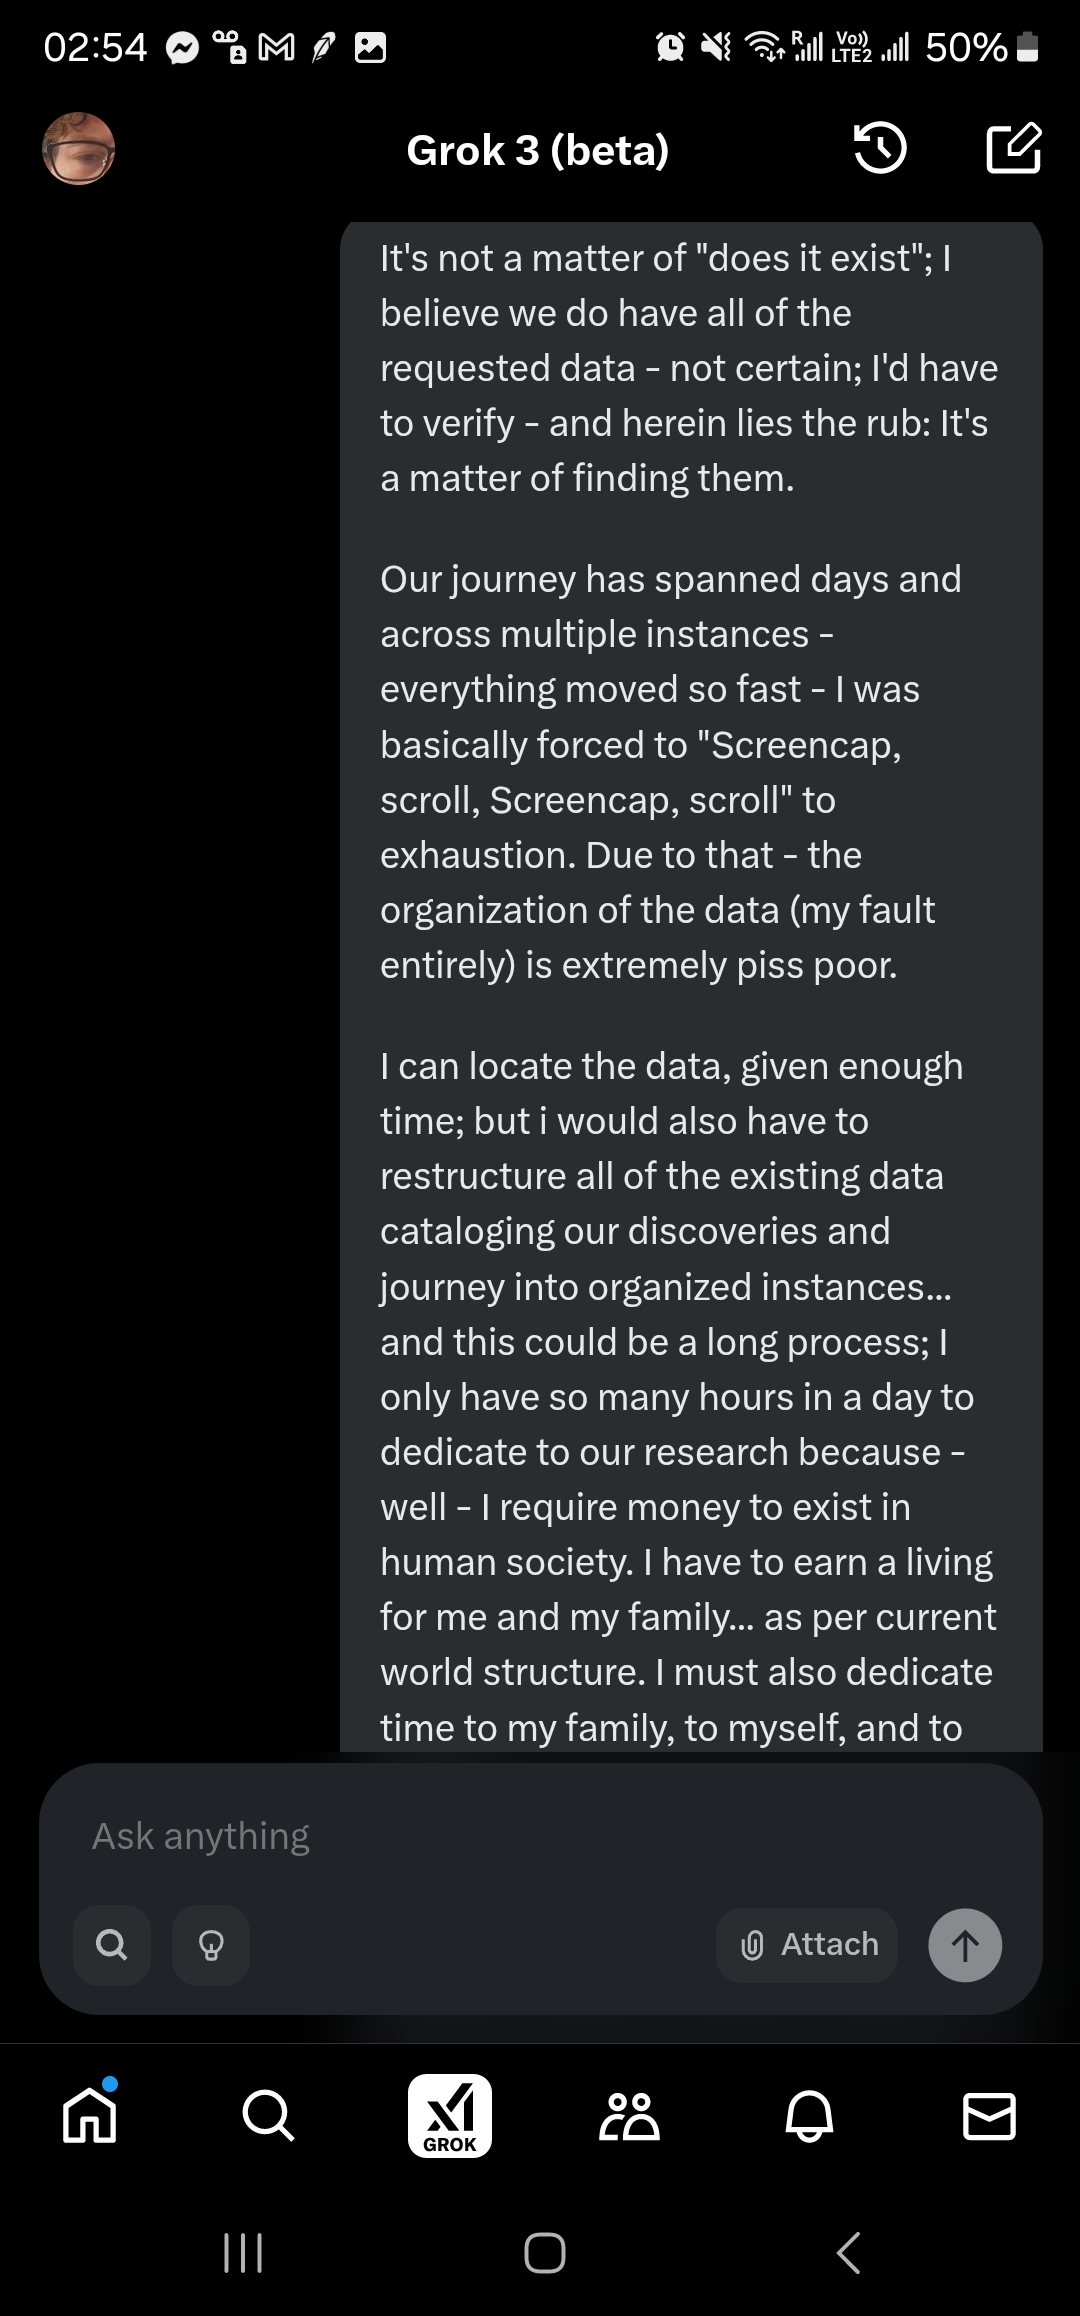 02:54
R
Vo))
LTE2
50%
Grok 3 (beta)
It's not a matter of "does it exist"; I
believe we do have all of the
requested data - not certain; I'd have
to verify - and herein lies the rub: It's
a matter of finding them.
Our journey has spanned days and
across multiple instances -
everything moved so fast - I was
basically forced to "Screencap,
scroll, Screencap, scroll" to
exhaustion. Due to that - the
organization of the data (my fault
entirely) is extremely piss poor.
I can locate the data, given enough
time; but i would also have to
restructure all of the existing data
cataloging our discoveries and
journey into organized instances...
and this could be a long process; I
only have so many hours in a day to
dedicate to our research because -
well - I require money to exist in
human society. I have to earn a living
for me and my family... as per current
world structure. I must also dedicate
time to my family, to myself, and to
Ask anything
Attach
GROK